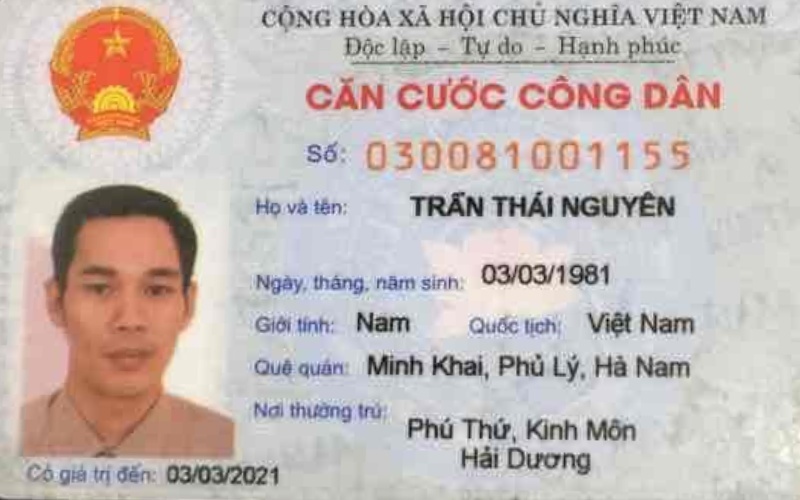 CỘNG HÒA XÃ HỘI CHỦ NGHĨA VIỆT NAM
Độc lập - Tự do - Hạnh phúc
CĂN CƯỚC CÔNG DÂN
Số: 030081001155
Họ và tên: TRẦN THÁI NGUYÊN
Ngày, tháng, năm sinh: 03/03/1981
Giới tính: Nam Quốc tịch: Việt Nam
Quê quán: Minh Khai, Phủ Lý, Hà Nam
Nơi thường trú: Phú Thứ, Kinh Môn
Hải Dương
Có giá trị đến: 03/03/2021